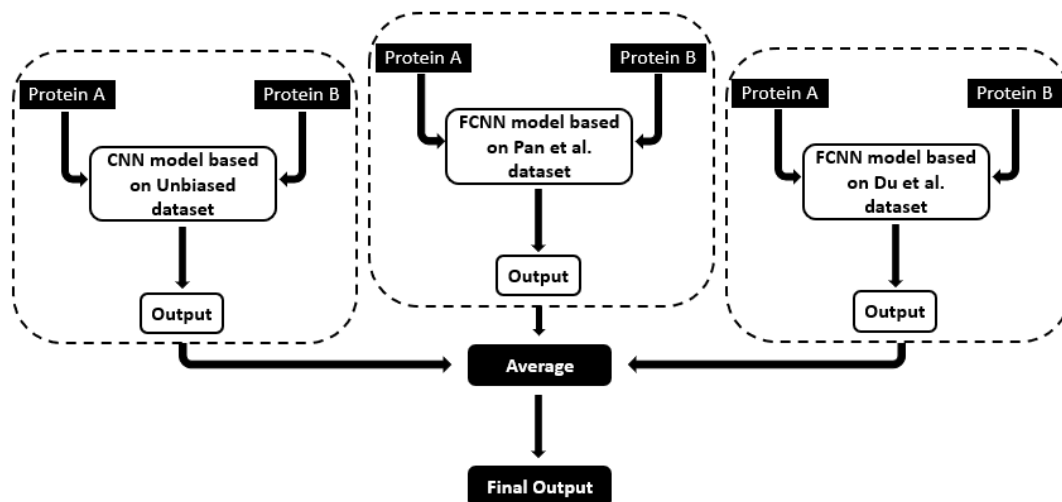 Protein A
Protein B
CNN model based
on Unbiased
dataset
Output
Protein A
Protein B
FCNN model based
on Pan et al.
dataset
Output
Protein A
Protein B
FCNN model based
on Du et al.
dataset
Output
Average
Final Output